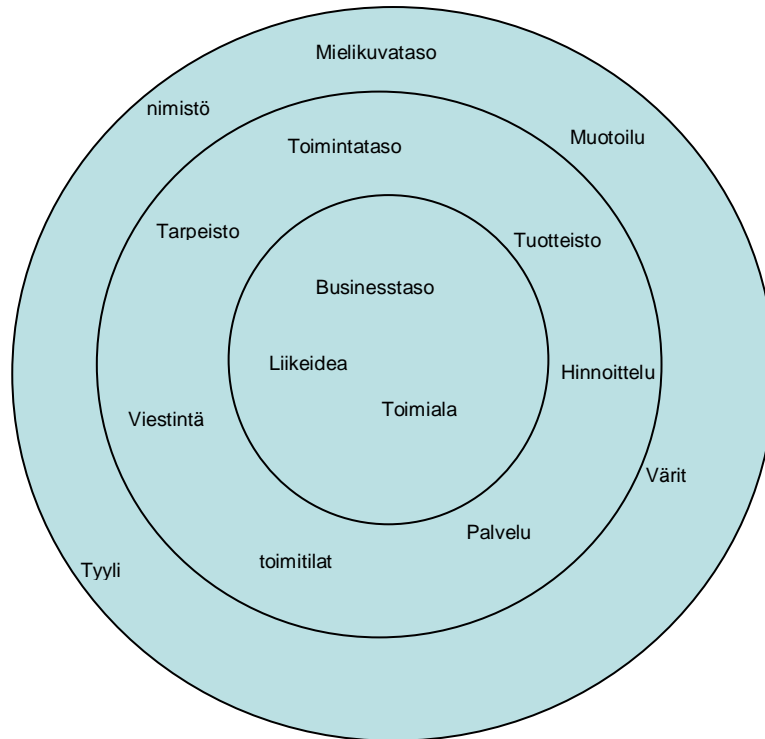 Mielikuvataso
nimistö
Muotoilu
Toimintataso
Tarpeisto
Tuotteisto
Businesstaso
Liikeidea
Hinnoittelu
Toimiala
Viestintä
Värit
Palvelu
toimitilat
Tyyli